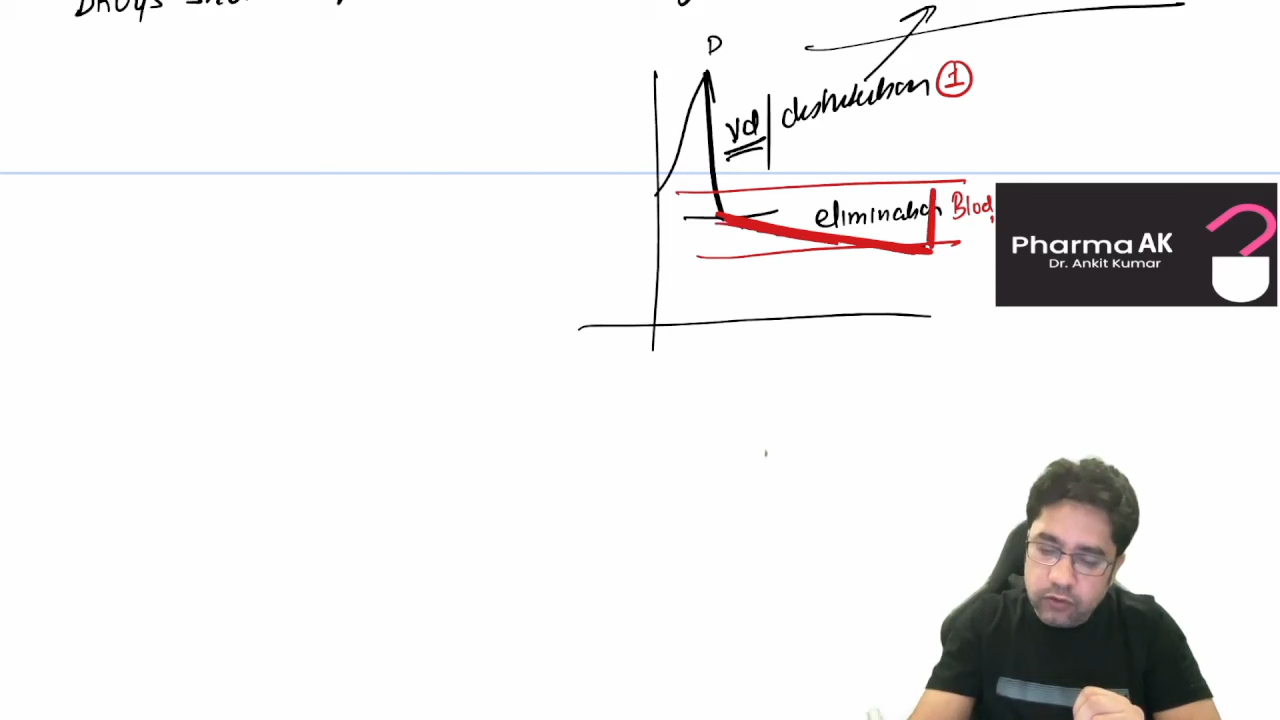 D
vd
distribution 1
elimination Blod
Pharma AK
Dr. Ankit Kumar